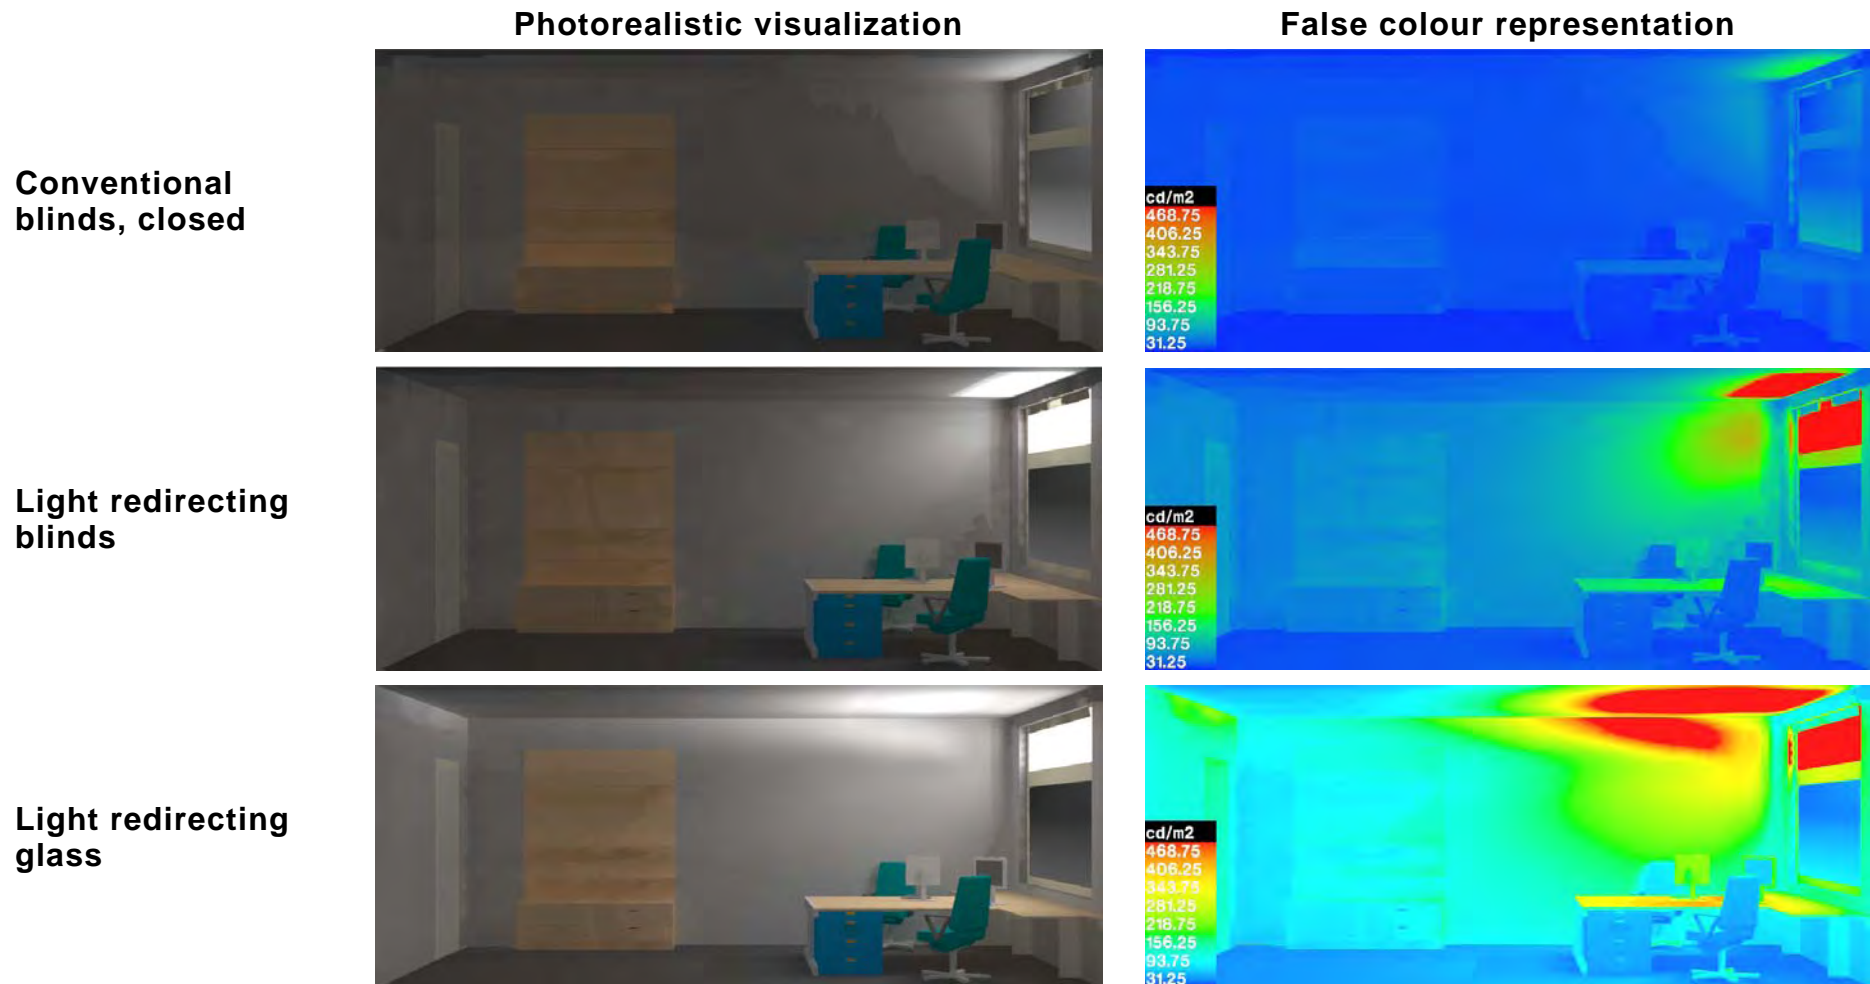 Photorealistic visualization
False colour representation
Conventional
blinds, closed
cd/m2
468.75
406.25
343.75
281.25
218.75
156.25
93.75
31.25
Light redirecting
blinds
cd/m2
468.75
406.25
343.75
281.25
218.75
156.25
93.75
31.25
Light redirecting
glass
cd/m2
468.75
406.25
343.75
281.25
218.75
156.25
93.75
31.25